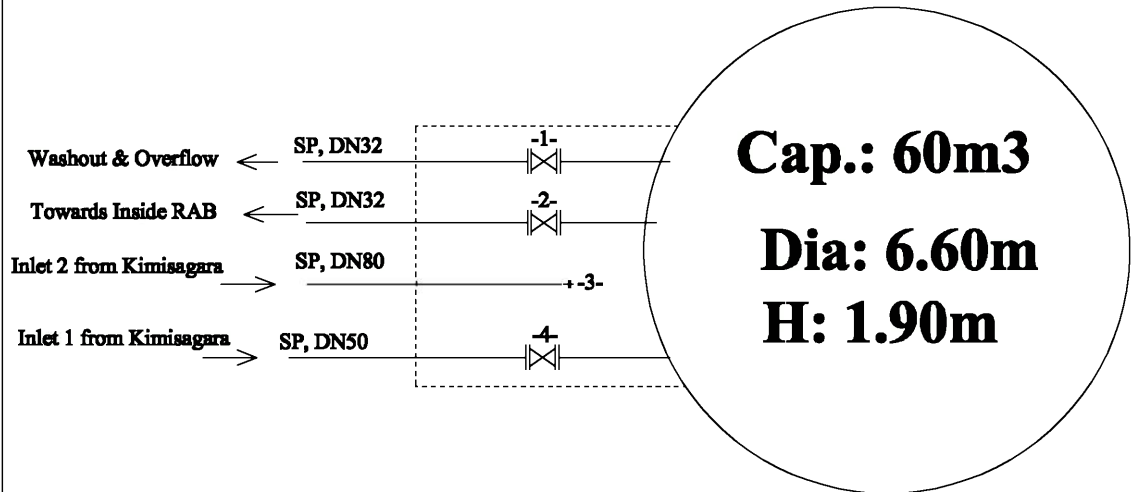 -1-
Washout & Overflow
SP, DN32
-2-
Towards Inside RAB
SP, DN32
Inlet 2 from Kimisagara
SP, DN80
-3-
Inlet 1 from Kimisagara
SP, DN50
-4-
Cap.: 60m3
Dia: 6.60m
H: 1.90m